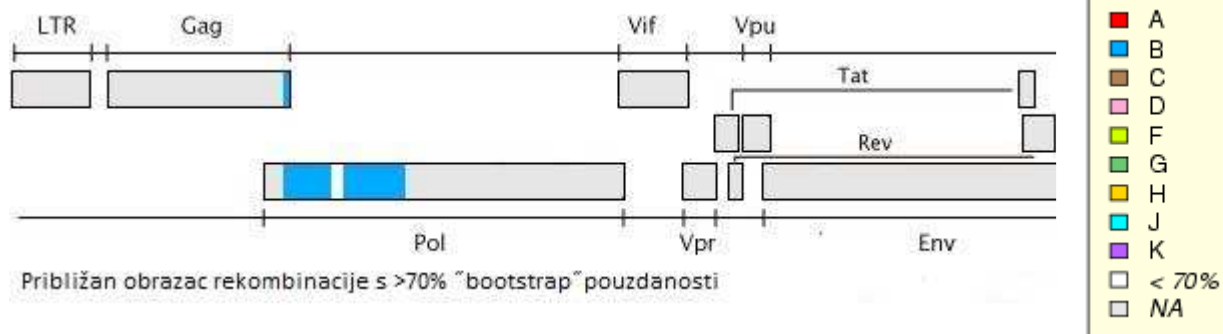 LTR Gag Vif Vpu
Tat
Rev
Pol Vpr Env
Približan obrazac rekombinacije s >70% ˝bootstrap˝pouzdanosti
A
B
C
D
F
G
H
J
K
< 70%
NA